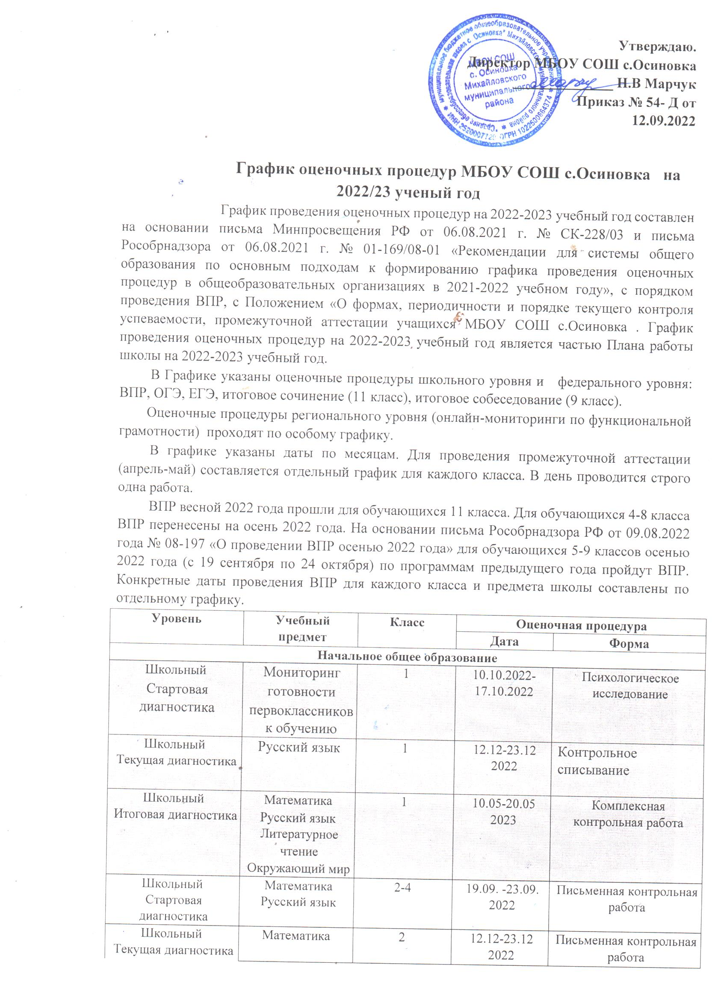 Утверждаю.
Директор МБОУ СОШ с.Осиновка
Н.В Марчук
Приказ № 54- Д от
12.09.2022
муниципальное бюджетное общеобразовательное учреждение
"Средняя общеобразовательная школа с Осиновка" Михайловского муниципального района
ИНН 2520007729 ОГРН 1022500864374
МБОУ СОШ
с. Осиновка
Михайловского
муниципального
района
График оценочных процедур МБОУ СОШ с.Осиновка на
2022/23 ученый год
График проведения оценочных процедур на 2022-2023 учебный год составлен
на основании письма Минпросвещения РФ от 06.08.2021 г. № СК-228/03 и письма
Рособрнадзора от 06.08.2021 г. № 01-169/08-01 «Рекомендации для системы общего
образования по основным подходам к формированию графика проведения оценочных
процедур в общеобразовательных организациях в 2021-2022 учебном году», с порядком
проведения ВПР, с Положением «О формах, периодичности и порядке текущего контроля
успеваемости, промежуточной аттестации учащихся МБОУ СОШ с.Осиновка . График
проведения оценочных процедур на 2022-2023 учебный год является частью Плана работы
школы на 2022-2023 учебный год.
В Графике указаны оценочные процедуры школьного уровня и федерального уровня:
ВПР, ОГЭ, ЕГЭ, итоговое сочинение (11 класс), итоговое собеседование (9 класс).
Оценочные процедуры регионального уровня (онлайн-мониторинги по функциональной
грамотности) проходят по особому графику.
В графике указаны даты по месяцам. Для проведения промежуточной аттестации
(апрель-май) составляется отдельный график для каждого класса. В день проводится строго
одна работа.
ВПР весной 2022 года прошли для обучающихся 11 класса. Для обучающихся 4-8 класса
ВПР перенесены на осень 2022 года. На основании письма Рособрнадзора РФ от 09.08.2022
года № 08-197 «О проведении ВПР осенью 2022 года» для обучающихся 5-9 классов осенью
2022 года (с 19 сентября по 24 октября) по программам предыдущего года пройдут ВПР.
Конкретные даты проведения ВПР для каждого класса и предмета школы составлены по
отдельному графику.
Уровень
Учебный
предмет
Класс
Оценочная процедура
Дата
Форма
Начальное общее образование
Школьный
Стартовая
диагностика
Мониторинг
готовности
первоклассников
к обучению
1
10.10.2022-
17.10.2022
Психологическое
исследование
Школьный
Текущая диагностика
Русский язык
1
12.12-23.12
2022
Контрольное
списывание
Школьный
Итоговая диагностика
Математика
Русский язык
Литературное
чтение
Окружающий мир
1
10.05-20.05
2023
Комплексная
контрольная работа
Школьный
Стартовая
диагностика
Математика
Русский язык
2-4
19.09. -23.09.
2022
Письменная контрольная
работа
Школьный
Текущая диагностика
Математика
2
12.12-23.12
2022
Письменная контрольная
работа